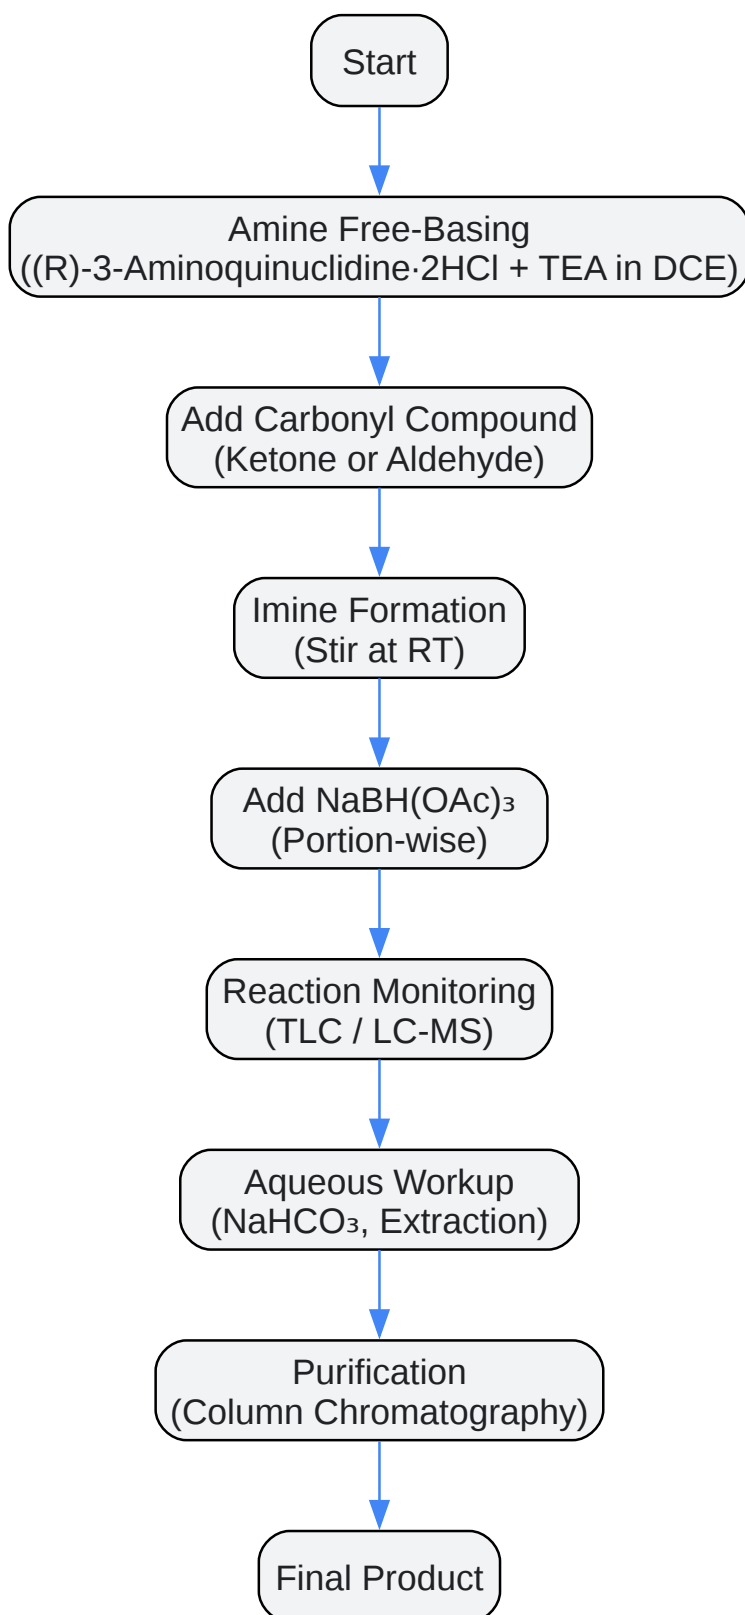 Start
Amine Free-Basing
((R)-3-Aminoquinuclidine·2HCl + TEA in DCE)
Add Carbonyl Compound
(Ketone or Aldehyde)
Imine Formation
(Stir at RT)
Add NaBH(OAc)₃
(Portion-wise)
Reaction Monitoring
(TLC / LC-MS)
Aqueous Workup
(NaHCO₃, Extraction)
Purification
(Column Chromatography)
Final Product